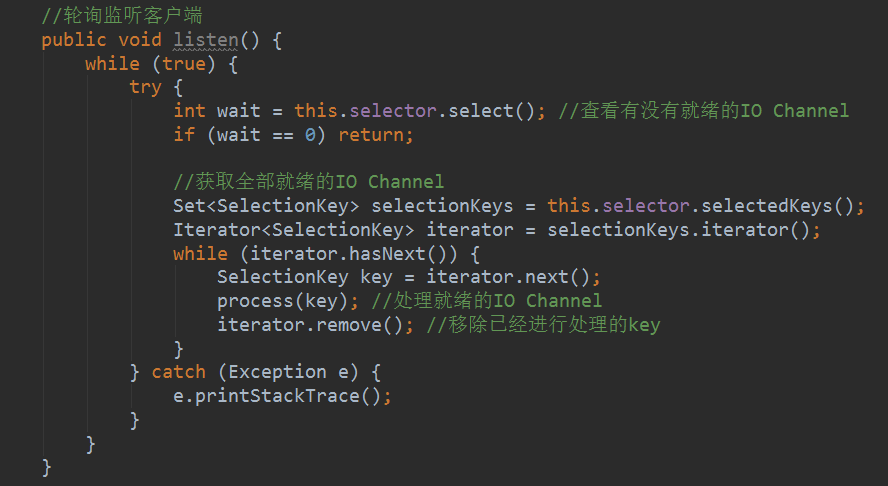 //轮询监听客户端
public void listen() {
    while (true) {
        try {
            int wait = this.selector.select(); //查看有没有就绪的IO Channel
            if (wait == 0) return;

            //获取全部就绪的IO Channel
            Set<SelectionKey> selectionKeys = this.selector.selectedKeys();
            Iterator<SelectionKey> iterator = selectionKeys.iterator();
            while (iterator.hasNext()) {
                SelectionKey key = iterator.next();
                process(key); //处理就绪的IO Channel
                iterator.remove(); //移除已经进行处理的key
            }
        } catch (Exception e) {
            e.printStackTrace();
        }
    }
}